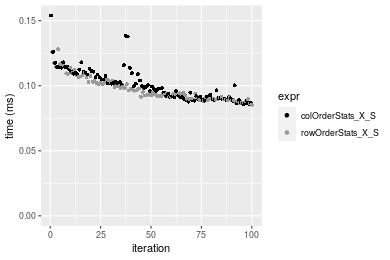 0.15
0.10
0.05
0.00
time (ms)
0
25
50
75
100
iteration
expr
colOrderStats_X_S
rowOrderStats_X_S